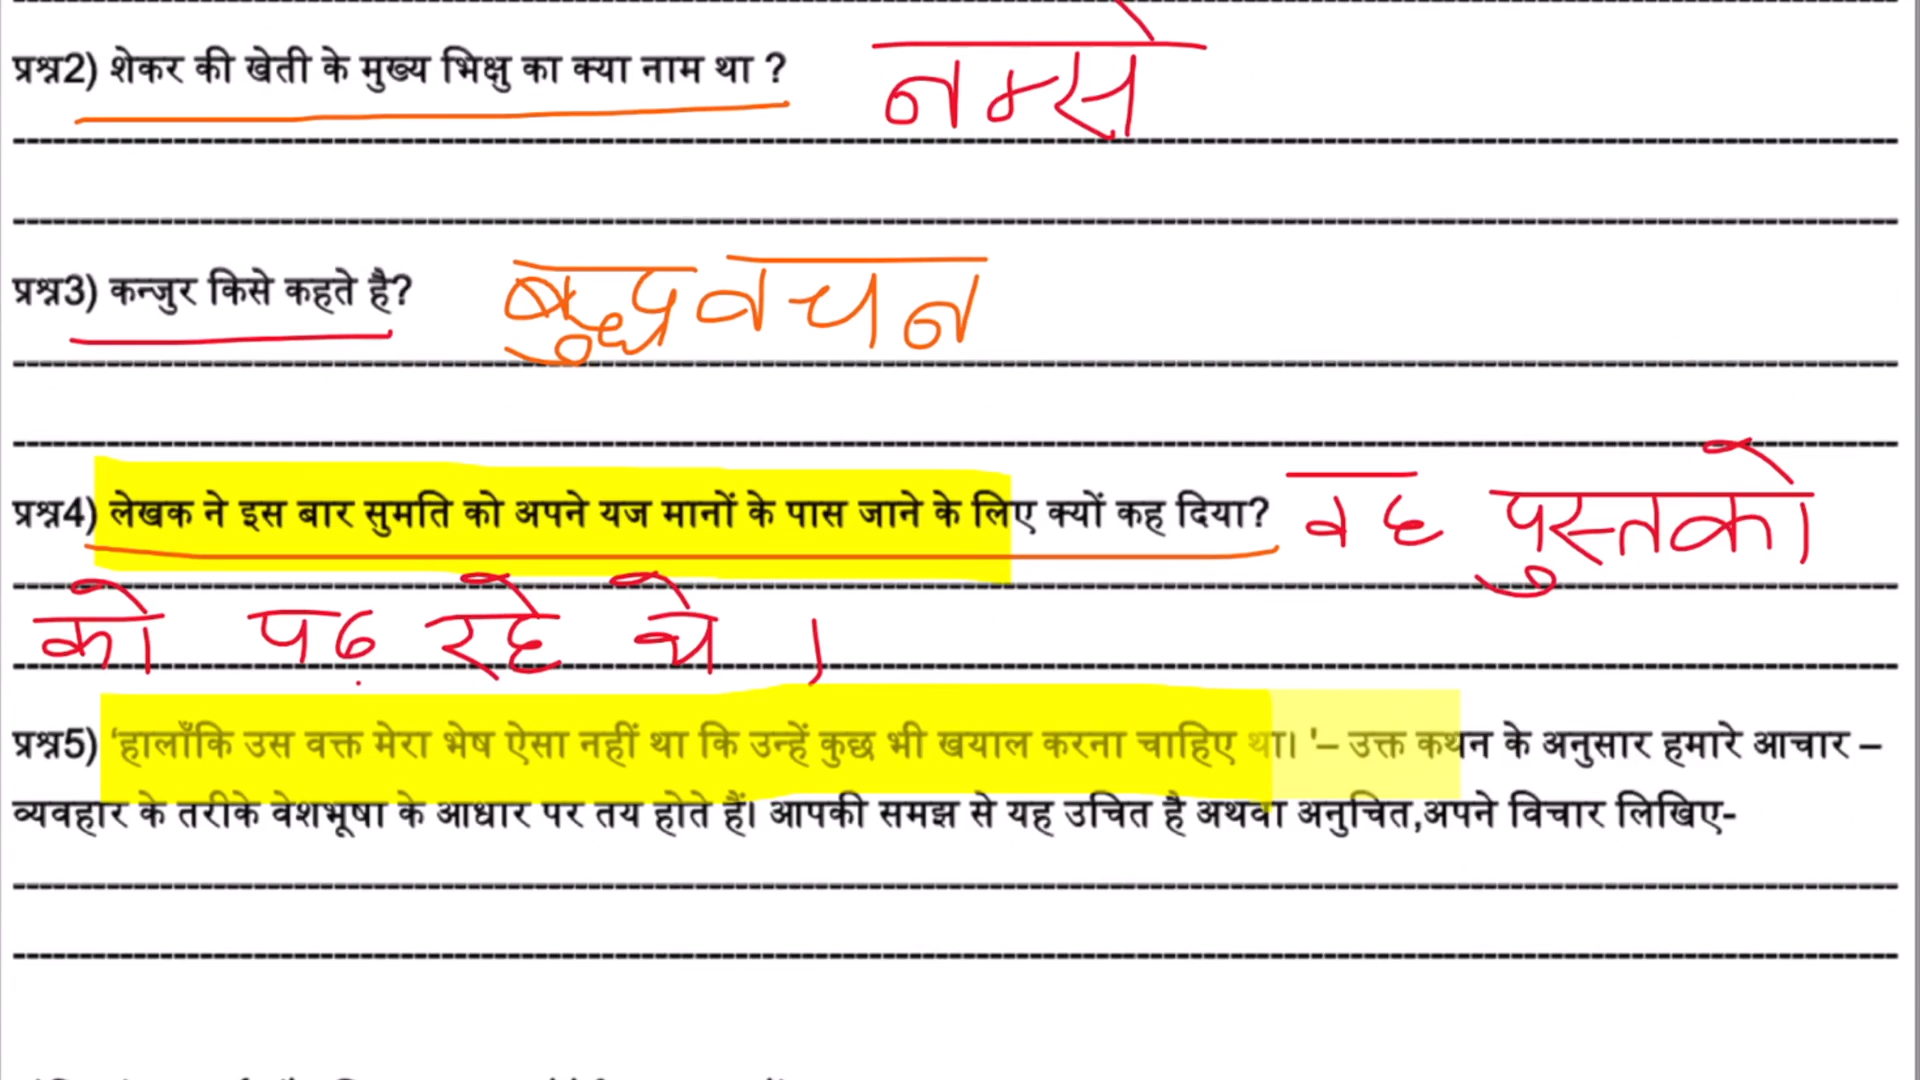 प्रश्न2) शेकर की खेती के मुख्य भिक्षु का क्या नाम था ? नम्से
प्रश्न3) कन्जुर किसे कहते है? बुद्धवचन
प्रश्न4) लेखक ने इस बार सुमति को अपने यज मानों के पास जाने के लिए क्यों कह दिया? वह पुस्तको
को पढ़ रहे थे ।
प्रश्न5) ‘हालाँकि उस वक्त मेरा भेष ऐसा नहीं था कि उन्हें कुछ भी खयाल करना चाहिए था। '– उक्त कथन के अनुसार हमारे आचार –
व्यवहार के तरीके वेशभूषा के आधार पर तय होते हैं। आपकी समझ से यह उचित है अथवा अनुचित,अपने विचार लिखिए-